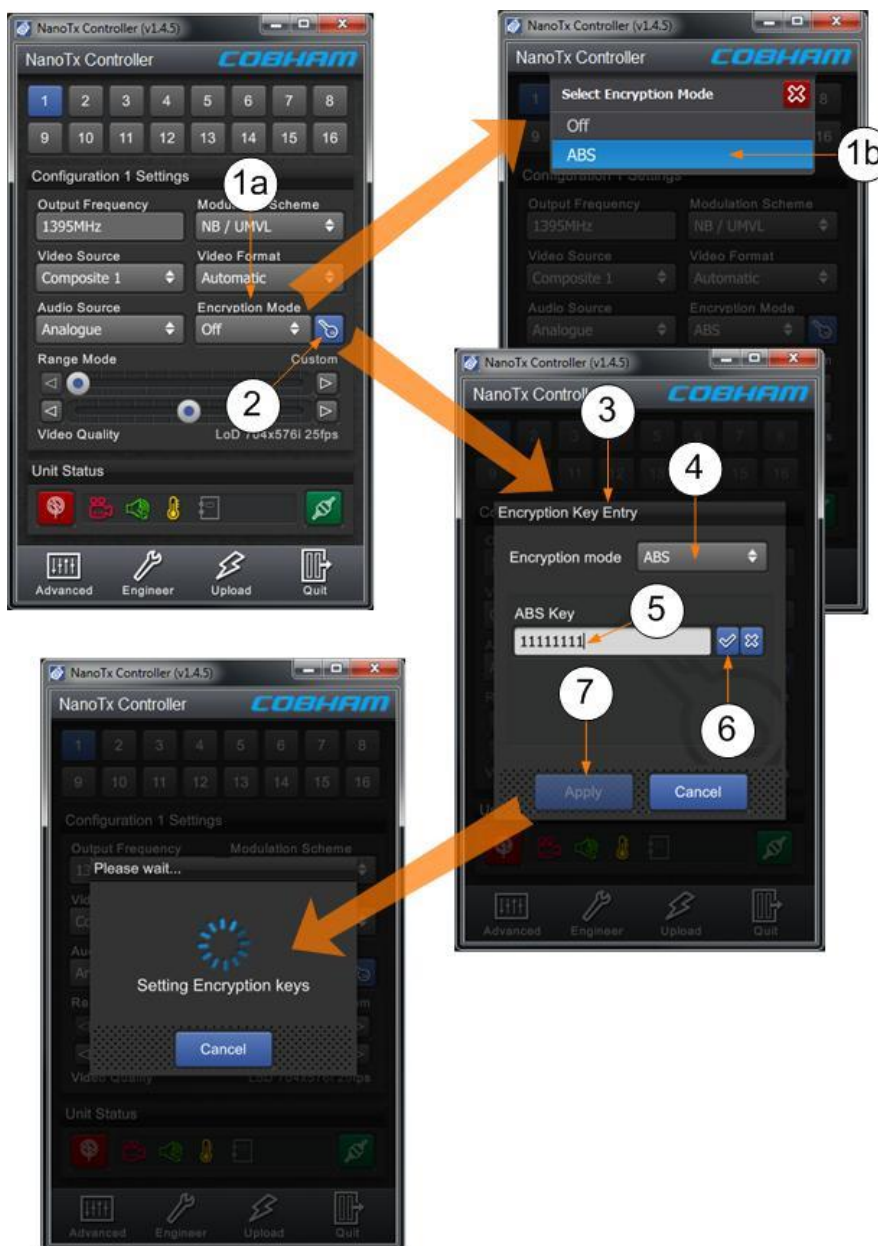 NanoTx Controller (v1.4.5)
NanoTx Controller COBHAM
1 2 3 4 5 6 7 8
9 10 11 12 13 14 15 16
Configuration 1 Settings
1a
Output Frequency Modulation Scheme
1395MHz NB / UMVL
Video Source Video Format
Composite 1 Automatic
Audio Source Encryption Mode
Analogue Off
Range Mode Custom
2
Video Quality LoD 704x576i 25fps
Unit Status
Advanced Engineer Upload Quit
NanoTx Controller (v1.4.5)
NanoTx Controller COBHAM
1 Select Encryption Mode 8
Off
9 16
ABS
1b
Configuration 1 Settings
Output Frequency Modulation Scheme
1395MHz NB / UMVL
Video Source Video Format
Composite 1 Automatic
Audio Source Encryption Mode
Analogue ABS
NanoTx Controller (v1.4.5)
NanoTx Controller COBHAM
3
4
Encryption Key Entry
Encryption mode ABS
ABS Key
5
11111111
6
7
Apply Cancel
Advanced Engineer Upload Quit
NanoTx Controller (v1.4.5)
NanoTx Controller COBHAM
1 2 3 4 5 6 7 8
9 10 11 12 13 14 15 16
Configuration 1 Settings
Output Frequency Modulation Scheme
Please wait...
Setting Encryption keys
Cancel
Video Quality LoD 704x576i 25fps
Unit Status
Advanced Engineer Upload Quit